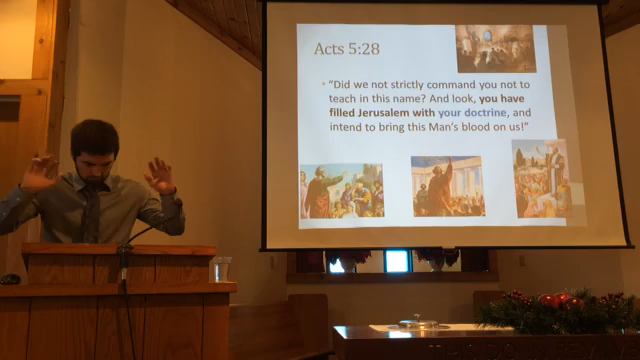 Acts 5:28
"Did we not strictly command you not to
teach in this name? And look, you have
filled Jerusalem with your doctrine, and
intend to bring this Man's blood on us!"